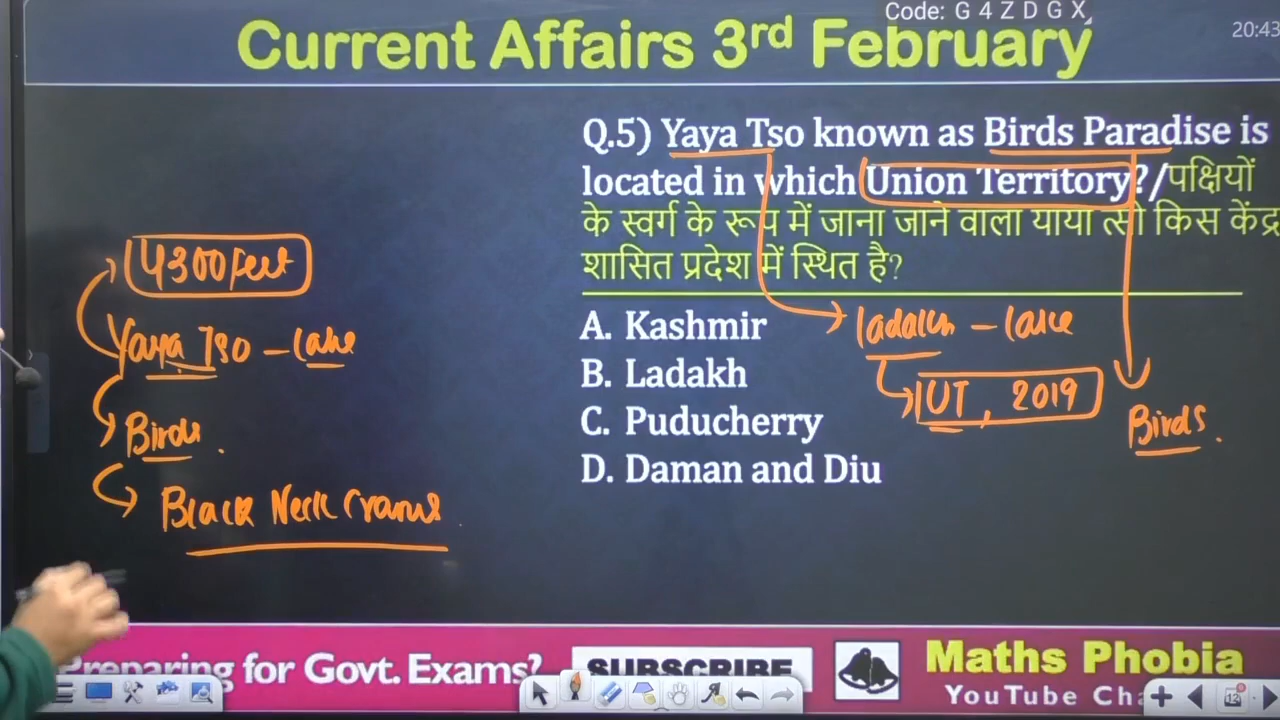 Code: G 4 Z D G X
20:43
Current Affairs 3rd February
Q.5) Yaya Tso known as Birds Paradise is
located in which Union Territory?/पक्षियों
के स्वर्ग के रूप में जाना जाने वाला याया त्सो किस केंद्र
शासित प्रदेश में स्थित है?
A. Kashmir
B. Ladakh
C. Puducherry
D. Daman and Diu
Ladakh - Lake
UT, 2019
Birds.
4300 feet
Yaya Tso - Lake
Birds.
Black Neck Cranes
Preparing for Govt. Exams?
SUBSCRIBE
Maths Phobia
YouTube Cha
12